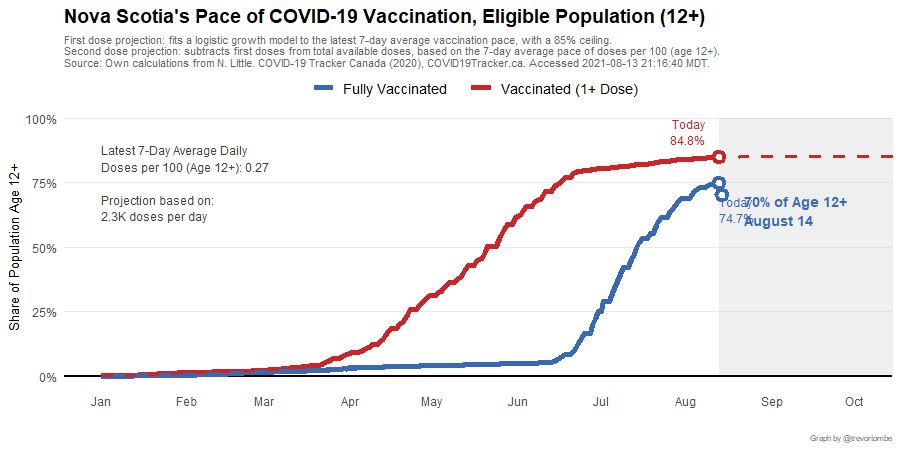 Nova Scotia's Pace of COVID-19 Vaccination, Eligible Population (12+)
First dose projection: fits a logistic growth model to the latest 7-day average vaccination pace, with a 85% ceiling.
Second dose projection: subtracts first doses from total available doses, based on the 7-day average pace of doses per 100 (age 12+).
Source: Own calculations from N. Little. COVID-19 Tracker Canada (2020), COVID19Tracker.ca. Accessed 2021-08-13 21:16:40 MDT.
Fully Vaccinated
Vaccinated (1+ Dose)
Share of Population Age 12+
100%
75%
50%
25%
0%
Latest 7-Day Average Daily
Doses per 100 (Age 12+): 0.27
Projection based on:
2.3K doses per day
Today
84.8%
Today
74.7%
70% of Age 12+
August 14
Jan
Feb
Mar
Apr
May
Jun
Jul
Aug
Sep
Oct
Graph by @trevortombe